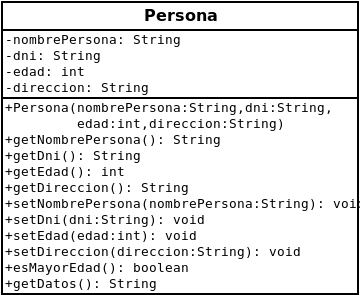 Persona
-nombrePersona: String
-dni: String
-edad: int
-direccion: String
+Persona(nombrePersona:String,dni:String,
edad:int,direccion:String)
+getNombrePersona(): String
+getDni(): String
+getEdad(): int
+getDireccion(): String
+setNombrePersona(nombrePersona:String): voi
+setDni(dni:String): void
+setEdad(edad:int): void
+setDireccion(direccion:String): void
+esMayorEdad(): boolean
+getDatos(): String